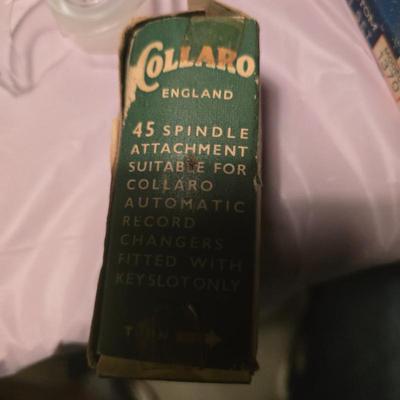 COLLARO
ENGLAND
45 SPINDLE
ATTACHMENT
SUITABLE FOR
COLLARO
AUTOMATIC
RECORD
CHANGERS
FITTED WITH
KEYSLOT ONLY